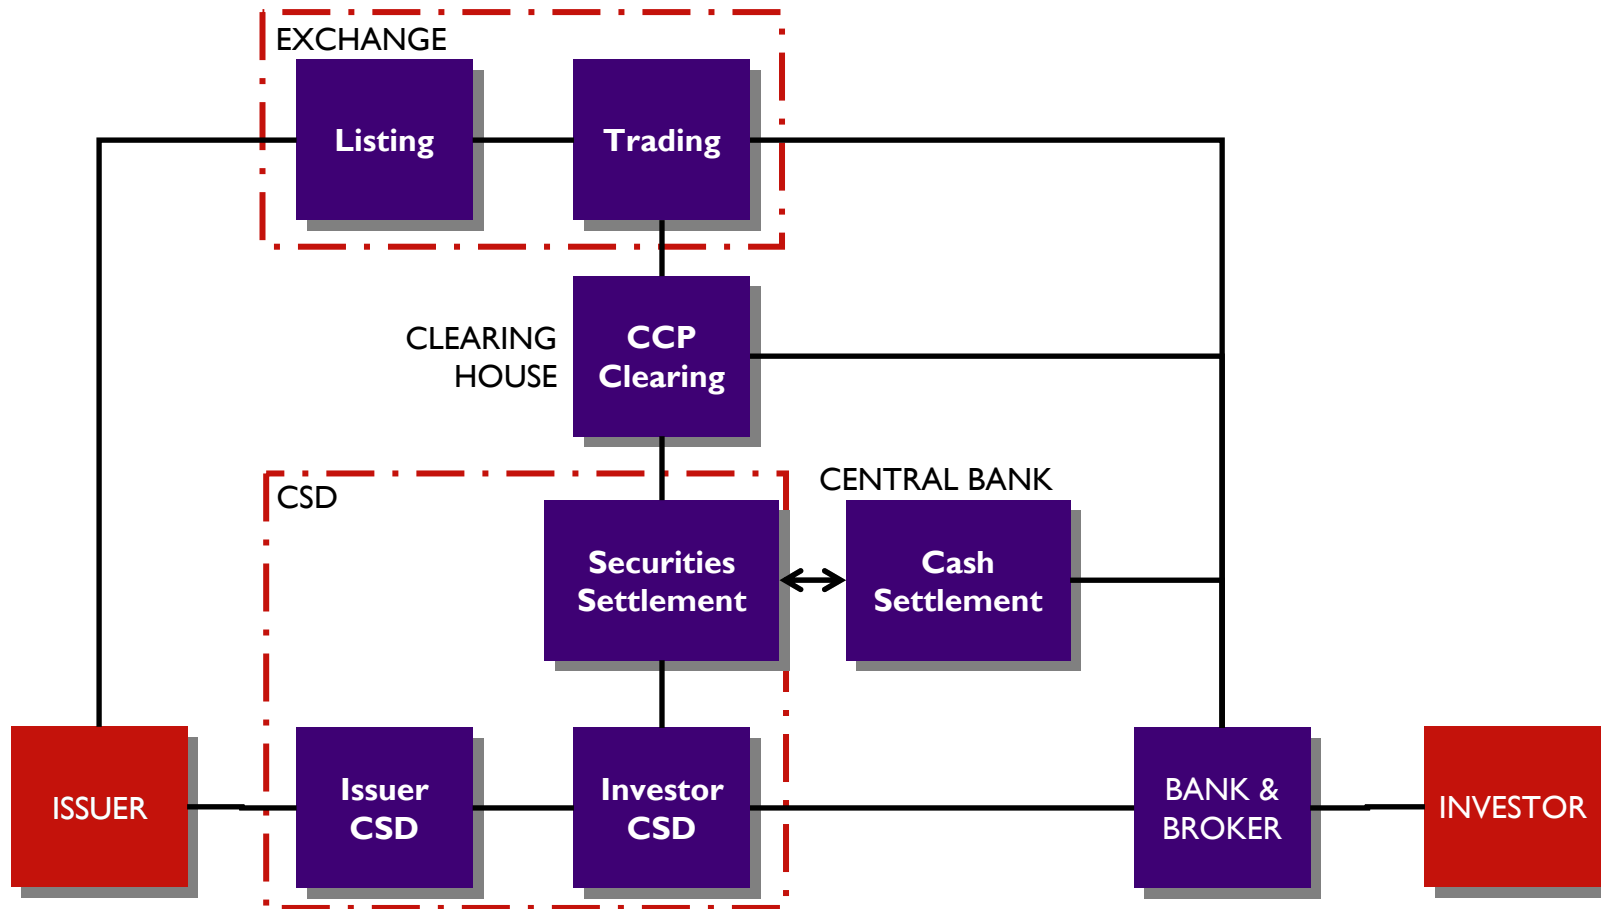 EXCHANGE
Listing
Trading
CLEARING
HOUSE
CCP
Clearing
CSD
CENTRAL BANK
Securities
Settlement
Cash
Settlement
ISSUER
Issuer
CSD
Investor
CSD
BANK &
BROKER
INVESTOR